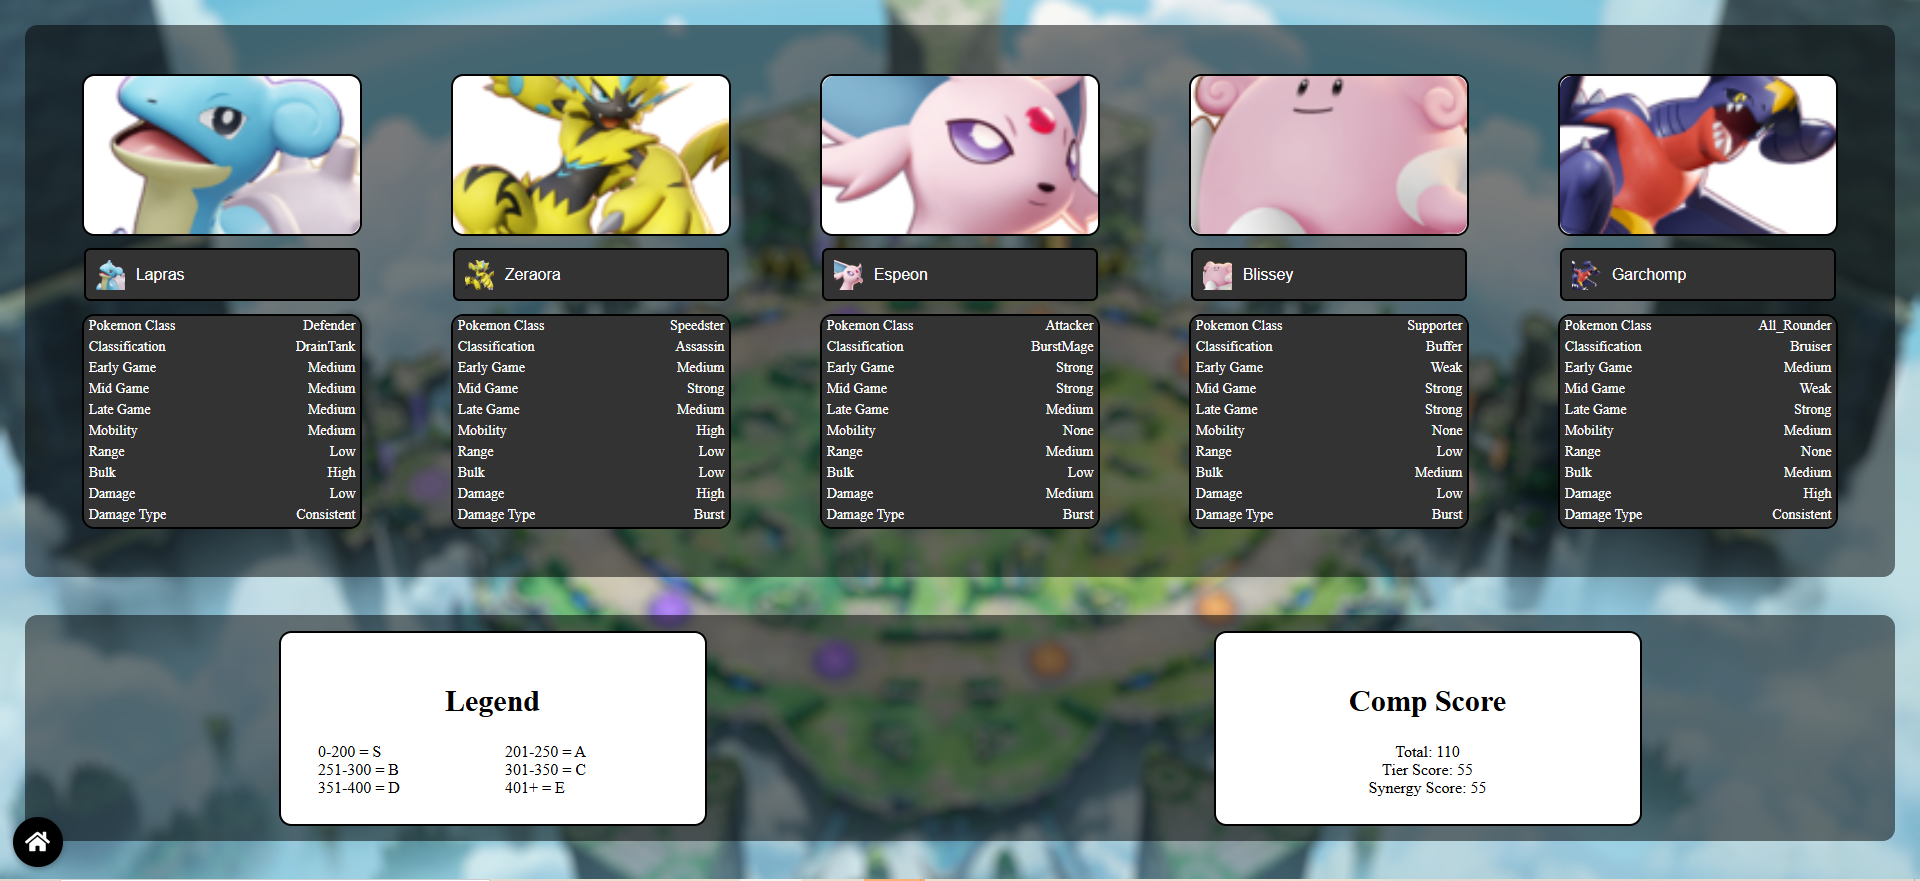 Lapras
Pokemon Class Defender
Classification DrainTank
Early Game Medium
Mid Game Medium
Late Game Medium
Mobility Medium
Range Low
Bulk High
Damage Low
Damage Type Consistent
Zeraora
Pokemon Class Speedster
Classification Assassin
Early Game Medium
Mid Game Strong
Late Game Medium
Mobility High
Range Low
Bulk Low
Damage High
Damage Type Burst
Espeon
Pokemon Class Attacker
Classification BurstMage
Early Game Strong
Mid Game Strong
Late Game Medium
Mobility None
Range Medium
Bulk Low
Damage Medium
Damage Type Burst
Blissey
Pokemon Class Supporter
Classification Buffer
Early Game Weak
Mid Game Strong
Late Game Strong
Mobility None
Range Low
Bulk Medium
Damage Low
Damage Type Burst
Garchomp
Pokemon Class All_Rounder
Classification Bruiser
Early Game Medium
Mid Game Weak
Late Game Strong
Mobility Medium
Range None
Bulk Medium
Damage High
Damage Type Consistent
Legend
0-200 = S 201-250 = A
251-300 = B 301-350 = C
351-400 = D 401+ = E
Comp Score
Total: 110
Tier Score: 55
Synergy Score: 55